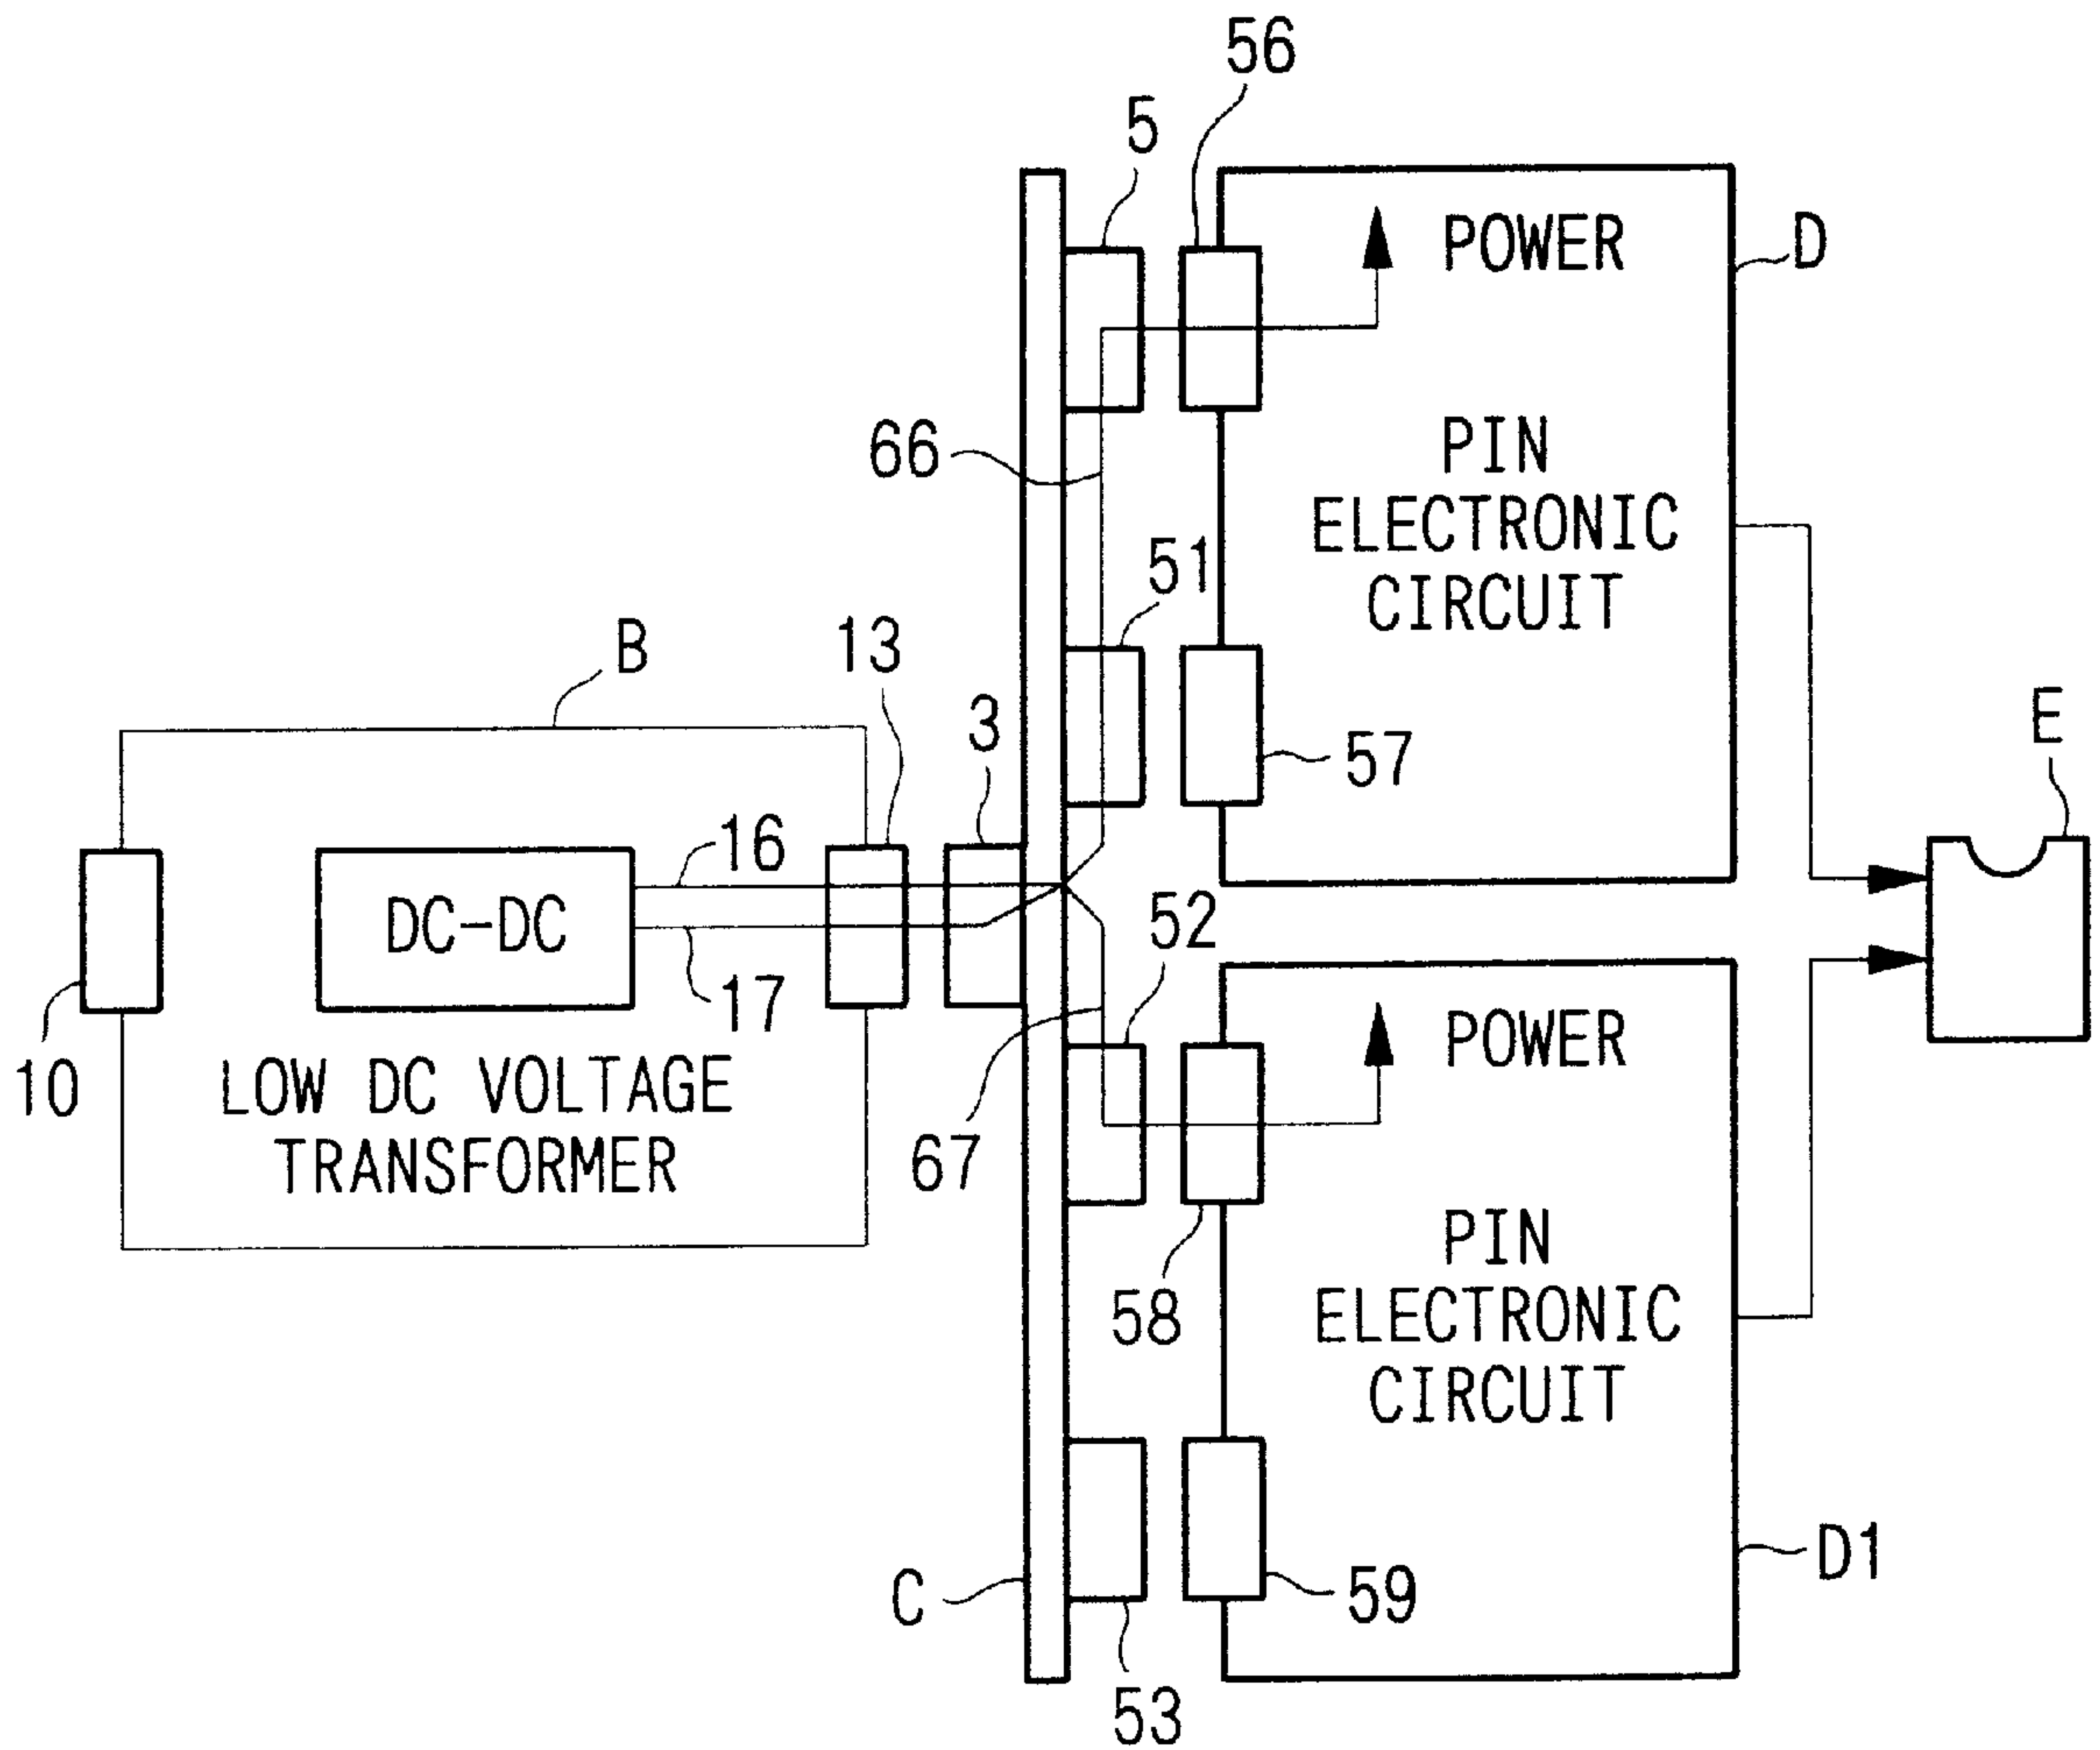 56
5
POWER
D
66
PIN
ELECTRONIC
CIRCUIT
51
B
13
3
57
E
16
DC-DC
52
17
10
LOW DC VOLTAGE
TRANSFORMER
POWER
67
PIN
ELECTRONIC
CIRCUIT
58
C
59
D1
53